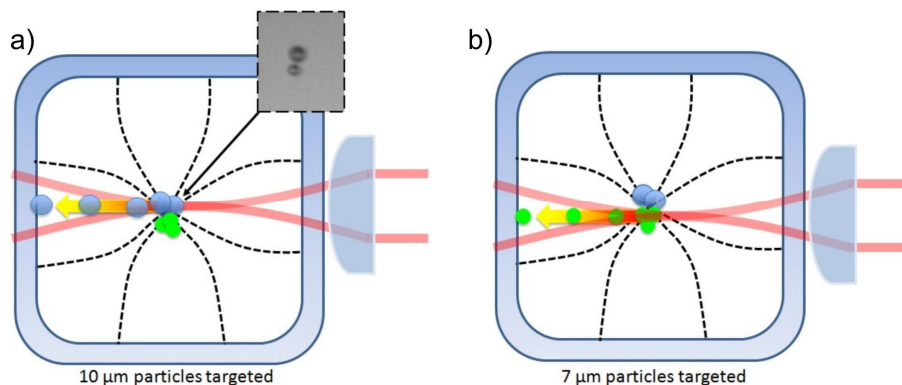 a)
b)
10 µm particles targeted
7 µm particles targeted